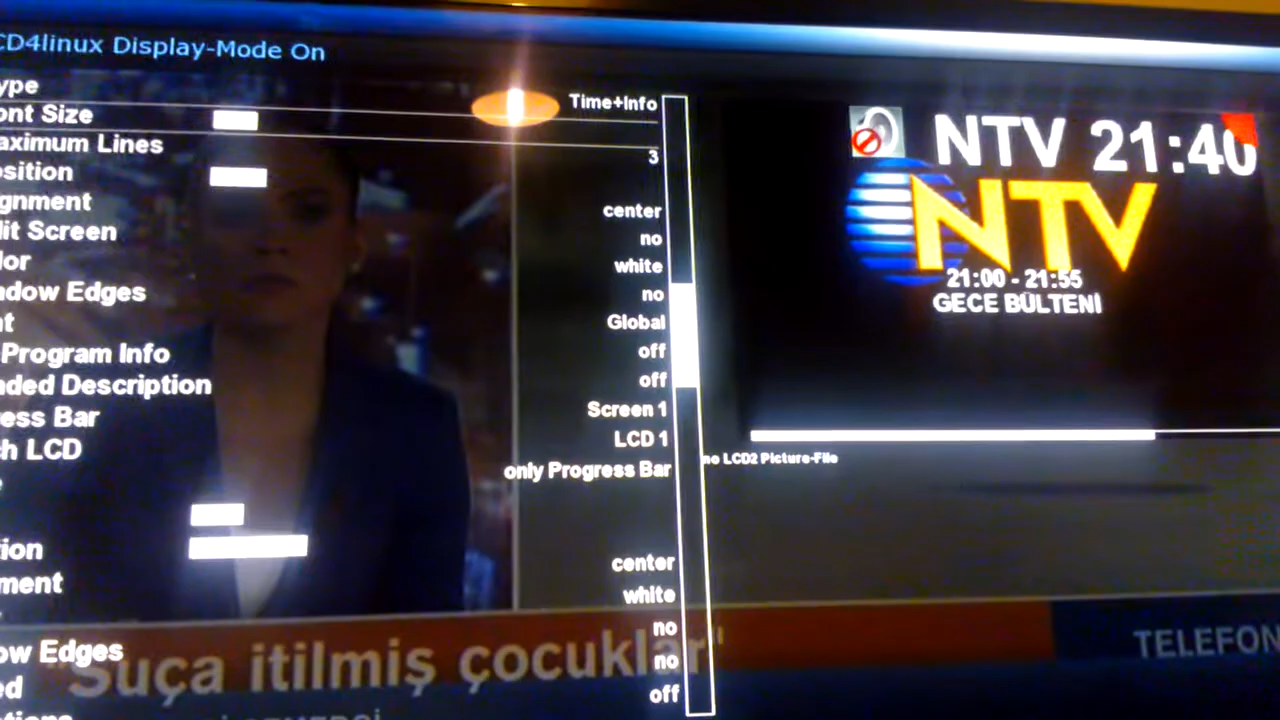 CD4linux Display-Mode On
ype
Time+Info
ont Size
aximum Lines
3
osition
gnment
center
lit Screen
no
lor
white
adow Edges
no
nt
Global
Program Info
off
nded Description
off
ress Bar
Screen 1
h LCD
LCD 1
only Progress Bar
tion
center
ment
white
no
ow Edges
no
ed
off
NTV 21:40
NTV
21:00 - 21:55
GECE BÜLTENİ
no LCD2 Picture-File
Suça itilmiş çocuklar"
TELEFON